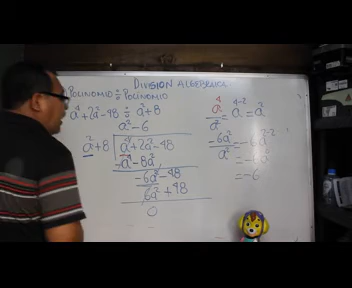 DIVISION ALGEBRAICA
POLINOMIO ÷ POLINOMIO
a⁴+2a²-48 ÷ a²+8
a²-6
a²+8 a⁴+2a²-48
-a⁴-8a²
-6a²-48
6a²+48
0
a⁴/a² a⁴⁻²=a²
-6a²/a² -6a²⁻²
=-6